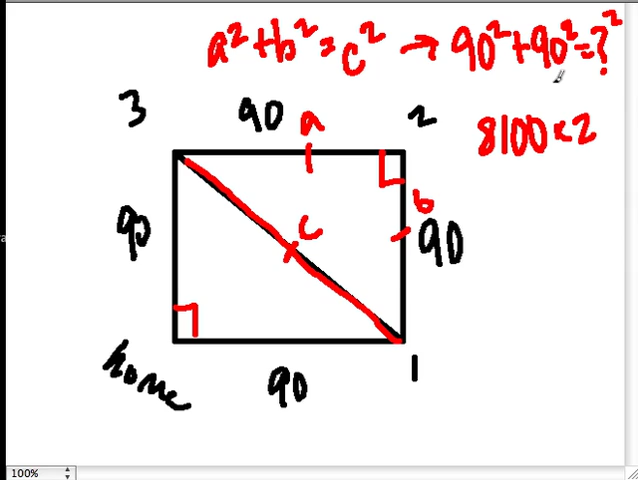 a² + b² = c² → 90² + 90² = ?²
8100 × 2
3 90 a 2
90 c b 90
home 90 1
100%